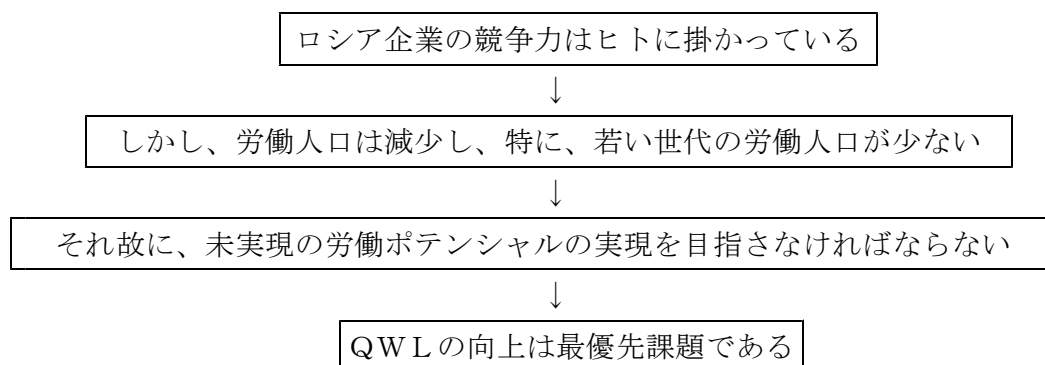 ロシア企業の競争力はヒトに掛かっている
↓
しかし、労働人口は減少し、特に、若い世代の労働人口が少ない
↓
それ故に、未実現の労働ポテンシャルの実現を目指さなければならない
↓
QWLの向上は最優先課題である